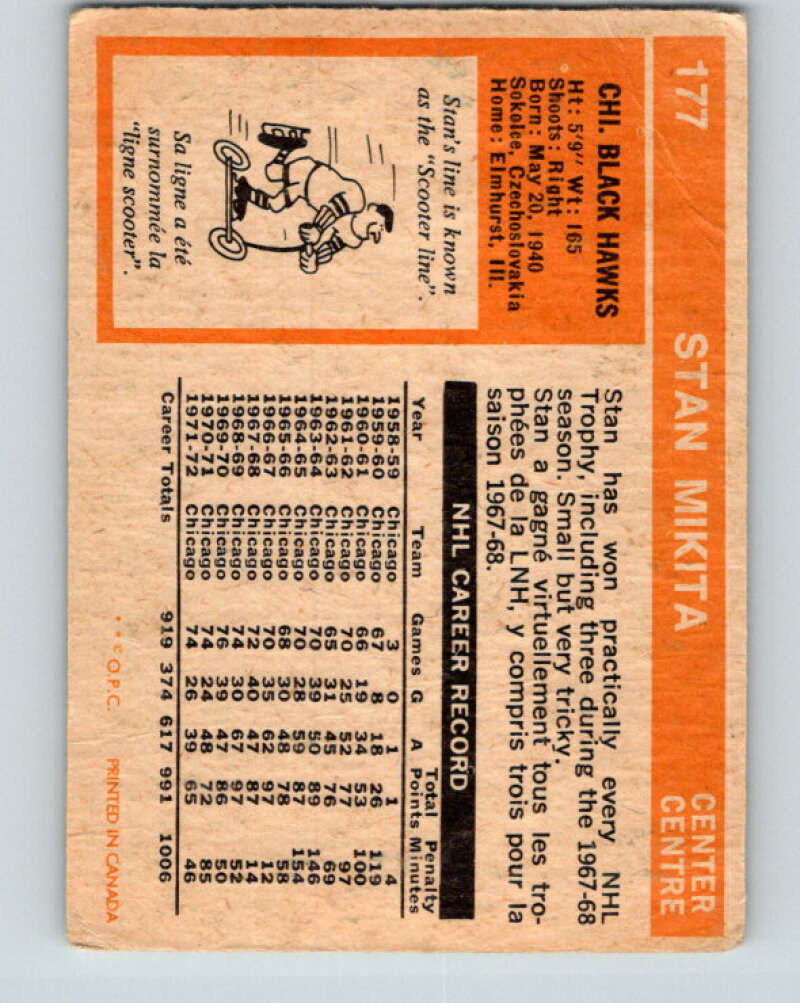 177 STAN MIKITA CENTER
CENTRE
CHI. BLACK HAWKS
Ht: 5'9" Wt: 165
Shoots: Right
Born: May 20, 1940
Sokolce, Czechoslovakia
Home: Elmhurst, Ill.
Stan's line is known
as the "Scooter line".
Sa ligne a été
surnommée la
"ligne scooter".
Stan has won practically every NHL
Trophy, including three during the 1967-68
season. Small but very tricky.
Stan a gagné virtuellement tous les tro-
phées de la LNH, y compris trois pour la
saison 1967-68.
NHL CAREER RECORD
Year Team Games G A Total Points Penalty Minutes
1958-59 Chicago 3 0 1 1 4
1959-60 Chicago 67 8 18 26 119
1960-61 Chicago 66 19 34 53 100
1961-62 Chicago 70 25 52 77 97
1962-63 Chicago 65 31 45 76 69
1963-64 Chicago 70 39 50 89 146
1964-65 Chicago 70 28 59 87 154
1965-66 Chicago 68 30 48 78 58
1966-67 Chicago 70 35 62 97 12
1967-68 Chicago 72 40 47 87 14
1968-69 Chicago 74 30 67 97 52
1969-70 Chicago 76 39 47 86 50
1970-71 Chicago 74 24 48 72 85
1971-72 Chicago 74 26 39 65 46
Career Totals 919 374 617 991 1006
* * © O.P.C. PRINTED IN CANADA